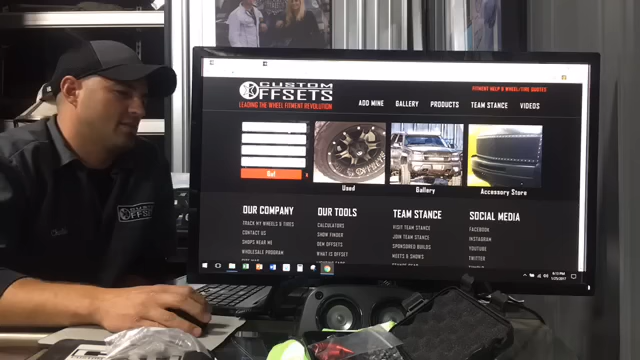 CUSTOM
OFFSETS
LEADING THE WHEEL FITMENT REVOLUTION
FITMENT HELP & WHEEL/TIRE QUOTES
ADD MINE GALLERY PRODUCTS TEAM STANCE VIDEOS
Go!
Used
Gallery
Accessory Store
OUR COMPANY
TRACK MY WHEELS & TIRES
CONTACT US
SHOPS NEAR ME
WHOLESALE PROGRAM
OUR TOOLS
CALCULATORS
SHOW FINDER
OEM OFFSETS
WHAT IS OFFSET
TEAM STANCE
VISIT TEAM STANCE
JOIN TEAM STANCE
SPONSORED BUILDS
MEETS & SHOWS
SOCIAL MEDIA
FACEBOOK
INSTAGRAM
YOUTUBE
TWITTER
CUSTOM
OFFSETS